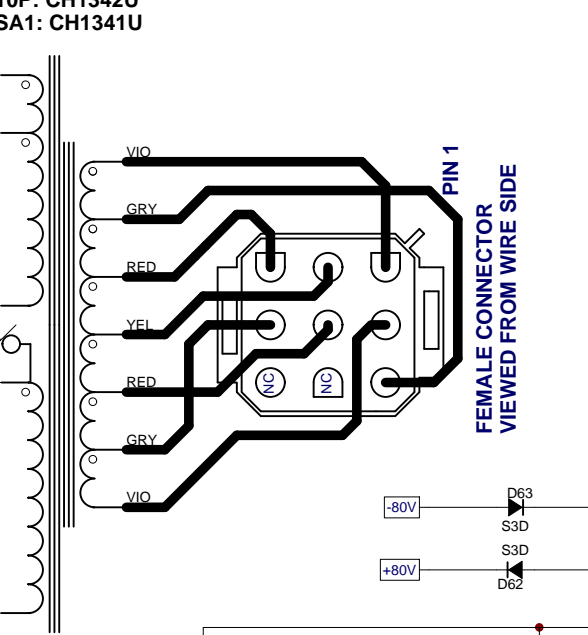 10P: CH1342U
SA1: CH1341U
VIO
GRY
RED
YEL
RED
GRY
VIO
NC
NC
PIN 1
FEMALE CONNECTOR
VIEWED FROM WIRE SIDE
-80V
D63
S3D
S3D
+80V
D62